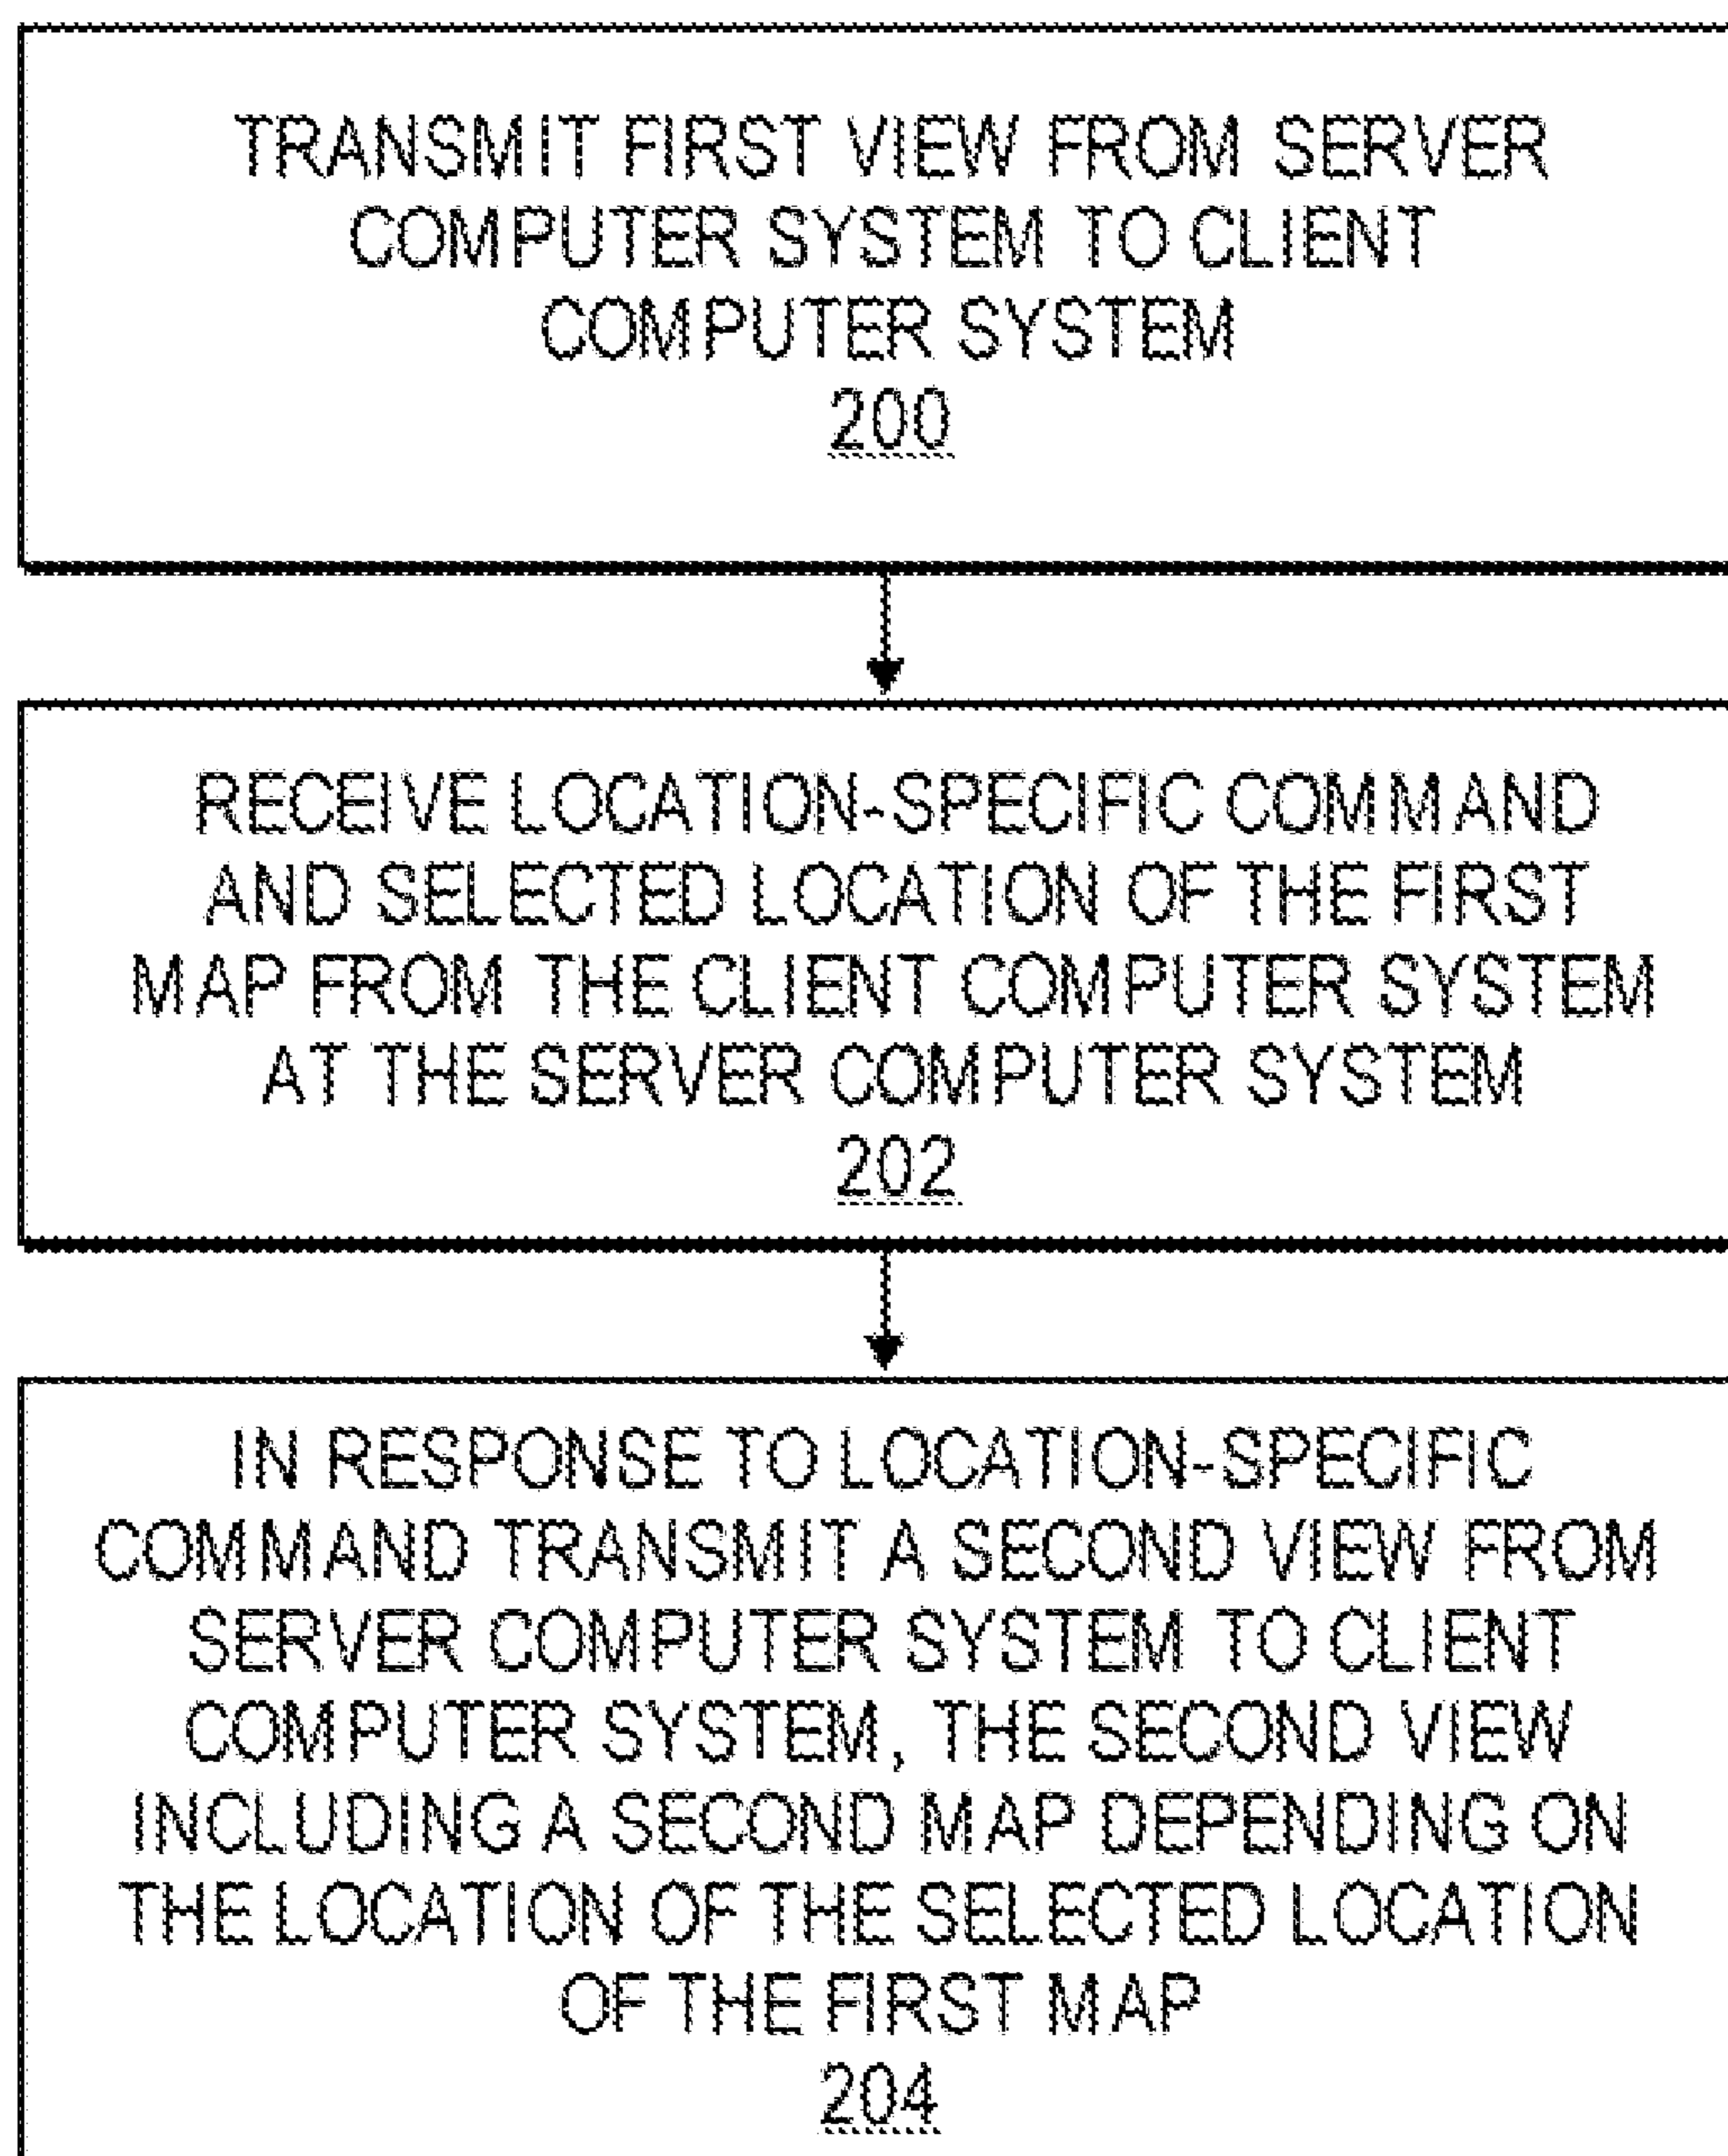 TRANSMIT FIRST VIEW FROM SERVER
COMPUTER SYSTEM TO CLIENT
COMPUTER SYSTEM
200
RECEIVE LOCATION-SPECIFIC COMMAND
AND SELECTED LOCATION OF THE FIRST
MAP FROM THE CLIENT COMPUTER SYSTEM
AT THE SERVER COMPUTER SYSTEM
202
IN RESPONSE TO LOCATION-SPECIFIC
COMMAND TRANSMIT A SECOND VIEW FROM
SERVER COMPUTER SYSTEM TO CLIENT
COMPUTER SYSTEM, THE SECOND VIEW
INCLUDING A SECOND MAP DEPENDING ON
THE LOCATION OF THE SELECTED LOCATION
OF THE FIRST MAP
204